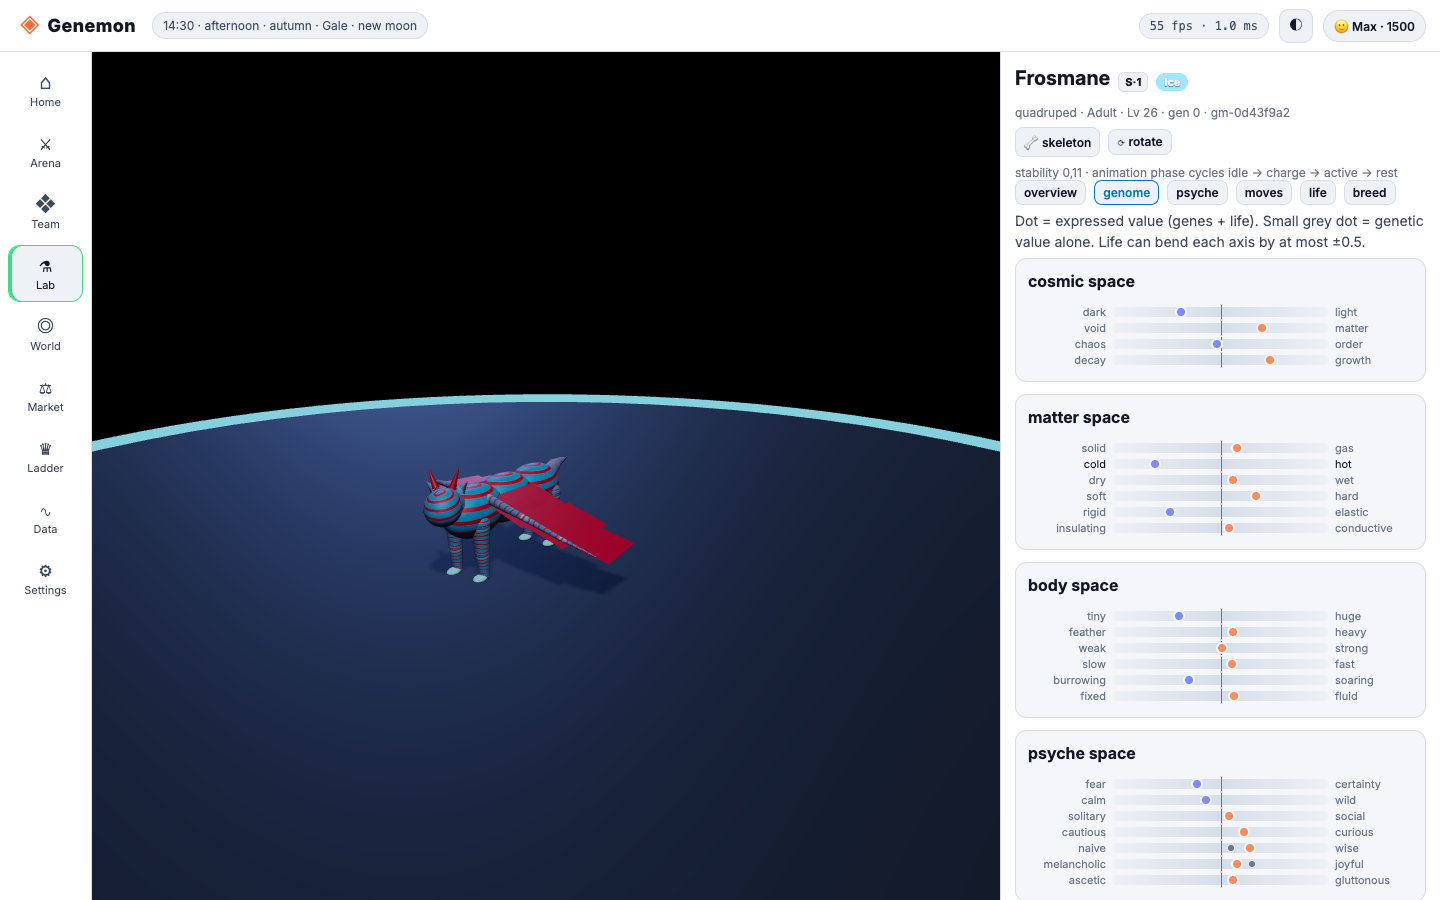 Genemon
14:30 · afternoon · autumn · Gale · new moon
55 fps · 1.0 ms
Max · 1500
Home
Arena
Team
Lab
World
Market
Ladder
Data
Settings
Frosmane S·1 Ice
quadruped · Adult · Lv 26 · gen 0 · gm-0d43f9a2
skeleton rotate
stability 0,11 · animation phase cycles idle → charge → active → rest
overview genome psyche moves life breed
Dot = expressed value (genes + life). Small grey dot = genetic
value alone. Life can bend each axis by at most ±0.5.
cosmic space
dark light
void matter
chaos order
decay growth
matter space
solid gas
cold hot
dry wet
soft hard
rigid elastic
insulating conductive
body space
tiny huge
feather heavy
weak strong
slow fast
burrowing soaring
fixed fluid
psyche space
fear certainty
calm wild
solitary social
cautious curious
naive wise
melancholic joyful
ascetic gluttonous